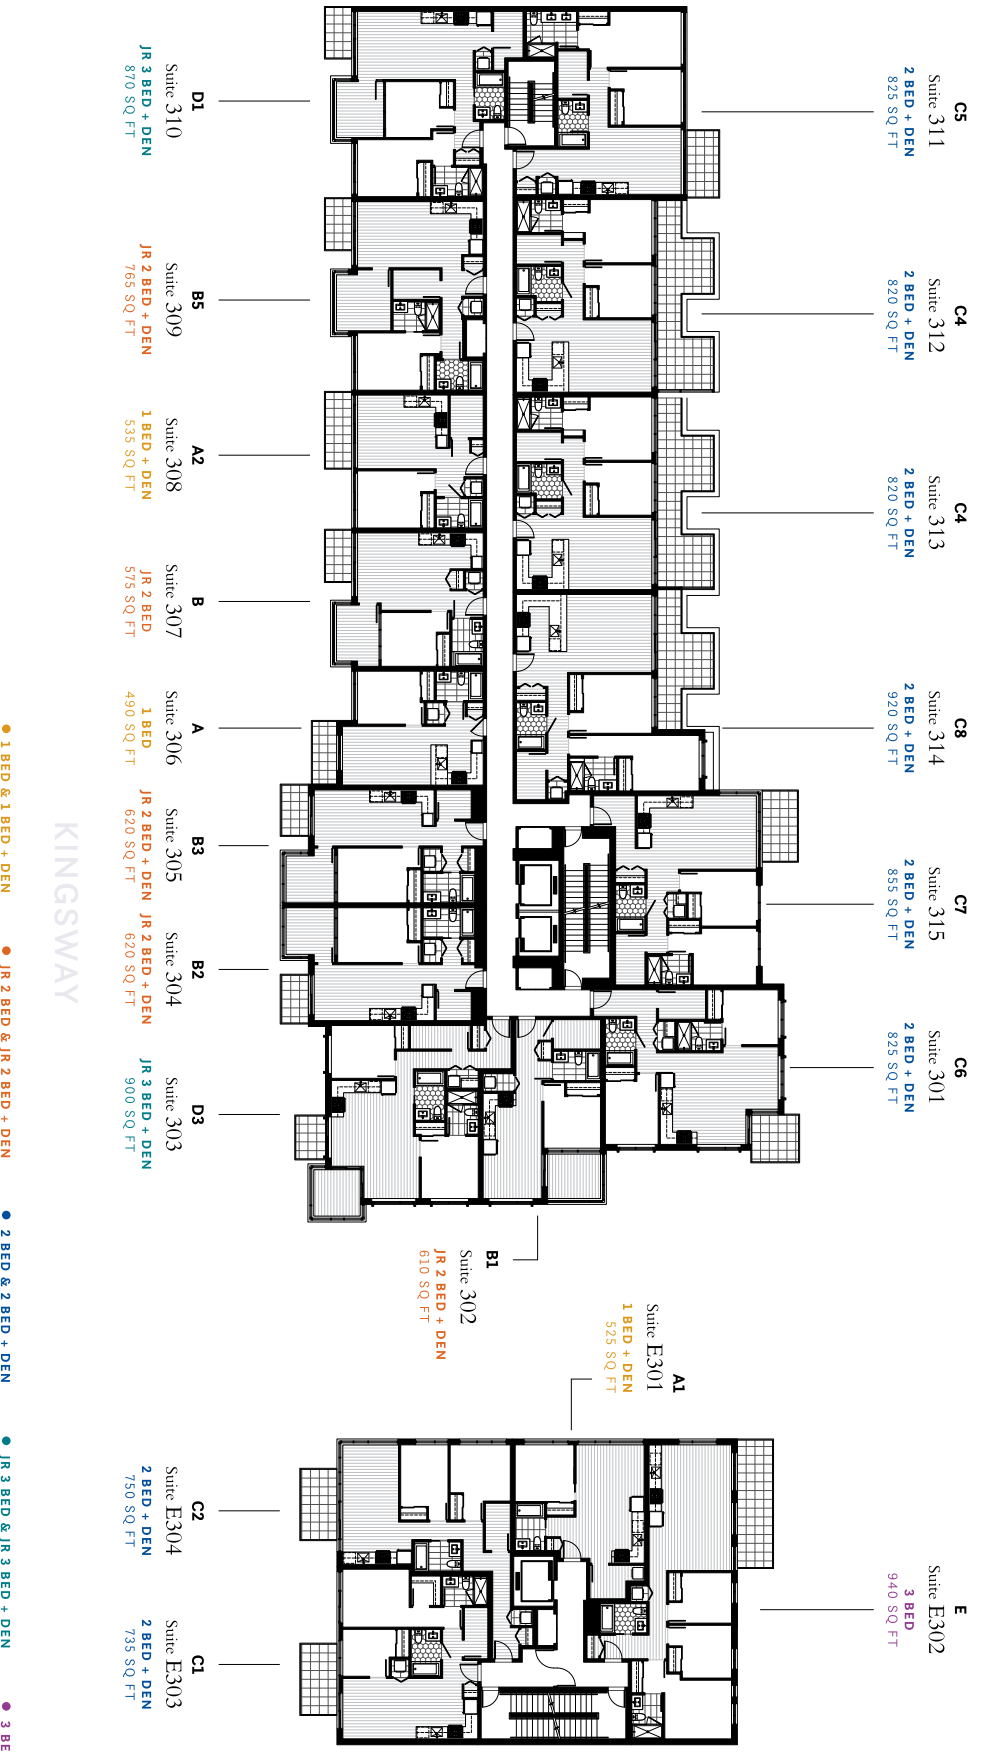 C5
Suite 311
2 BED + DEN
825 SQ FT
C4
Suite 312
2 BED + DEN
820 SQ FT
C4
Suite 313
2 BED + DEN
820 SQ FT
C8
Suite 314
2 BED + DEN
920 SQ FT
C7
Suite 315
2 BED + DEN
855 SQ FT
C6
Suite 301
2 BED + DEN
825 SQ FT
E
Suite E302
3 BED
940 SQ FT
A1
Suite E301
1 BED + DEN
525 SQ FT
B1
Suite 302
JR 2 BED + DEN
610 SQ FT
D1
Suite 310
JR 3 BED + DEN
870 SQ FT
B5
Suite 309
JR 2 BED + DEN
765 SQ FT
A2
Suite 308
1 BED + DEN
535 SQ FT
B
Suite 307
JR 2 BED
575 SQ FT
A
Suite 306
1 BED
490 SQ FT
B3
Suite 305
JR 2 BED + DEN
620 SQ FT
B2
Suite 304
JR 2 BED + DEN
620 SQ FT
D3
Suite 303
JR 3 BED + DEN
900 SQ FT
C2
Suite E304
2 BED + DEN
750 SQ FT
C1
Suite E303
2 BED + DEN
735 SQ FT
KINGSWAY
1 BED & 1 BED + DEN
JR 2 BED & JR 2 BED + DEN
2 BED & 2 BED + DEN
JR 3 BED & JR 3 BED + DEN
3 BE